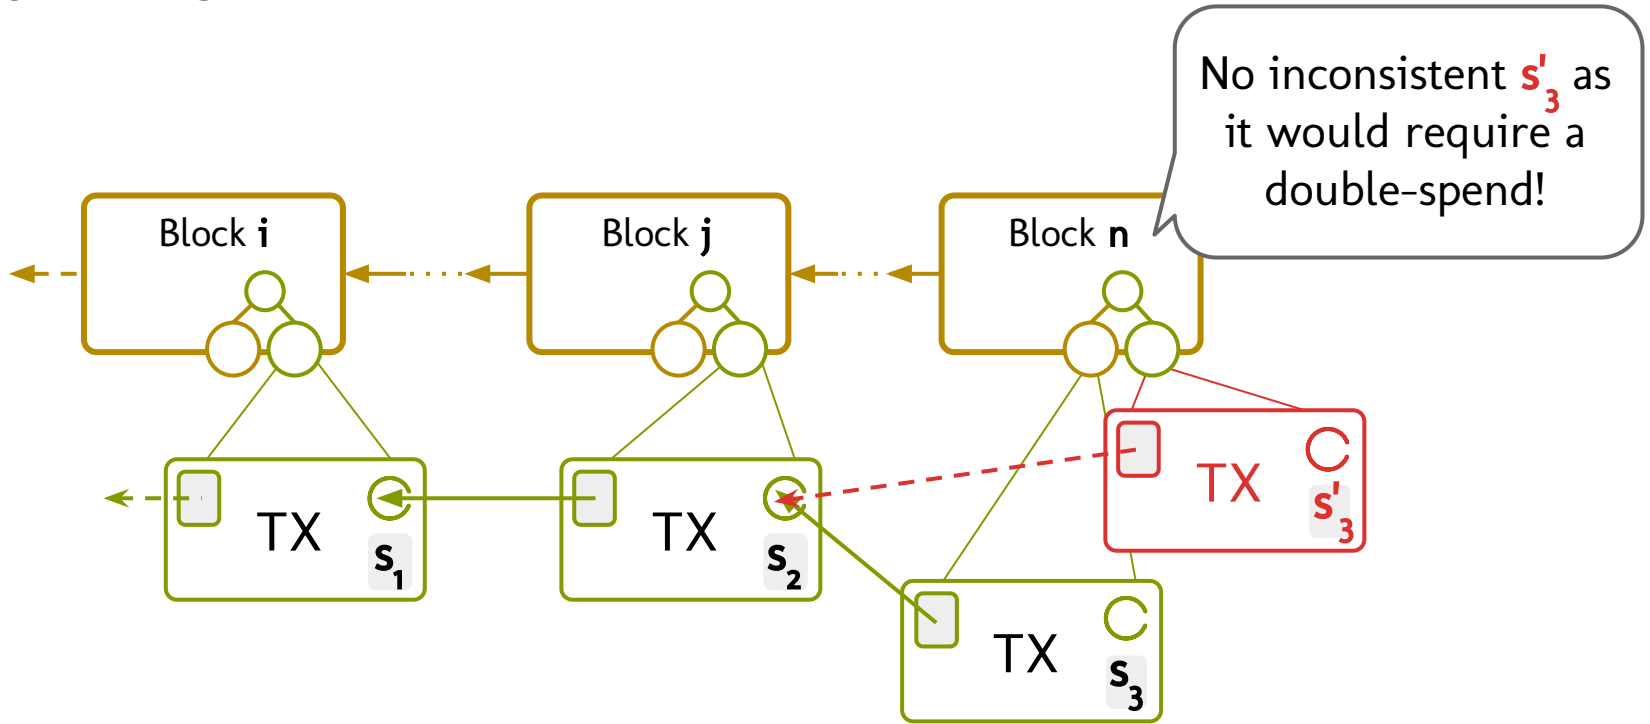 No inconsistent s'3 as
it would require a
double-spend!
Block i
Block j
Block n
TX
s1
TX
s2
TX
s'3
TX
s3